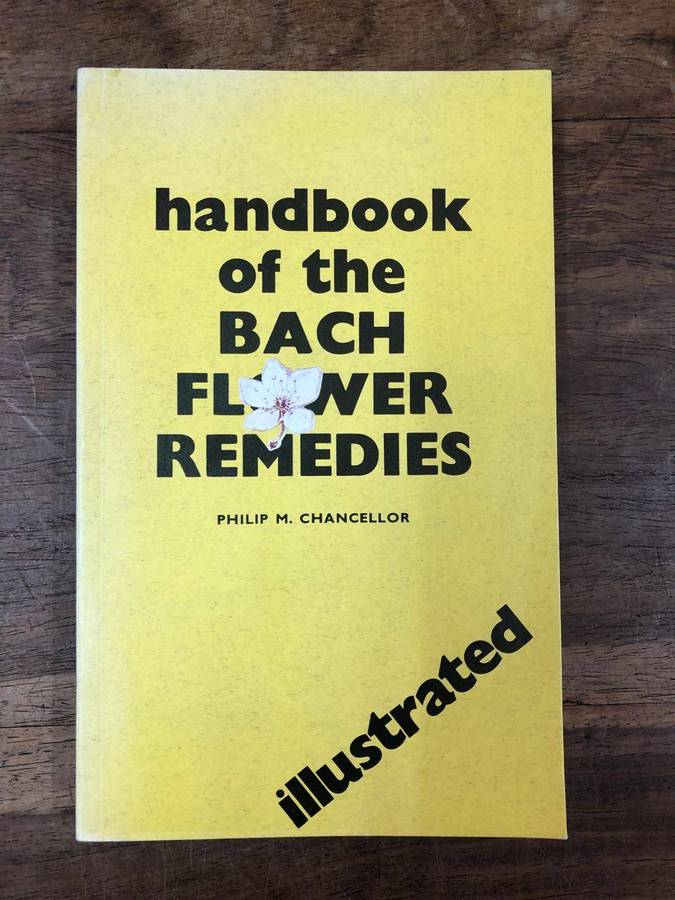 handbook
of the
BACH
FLOWER
REMEDIES
PHILIP M. CHANCELLOR
illustrated